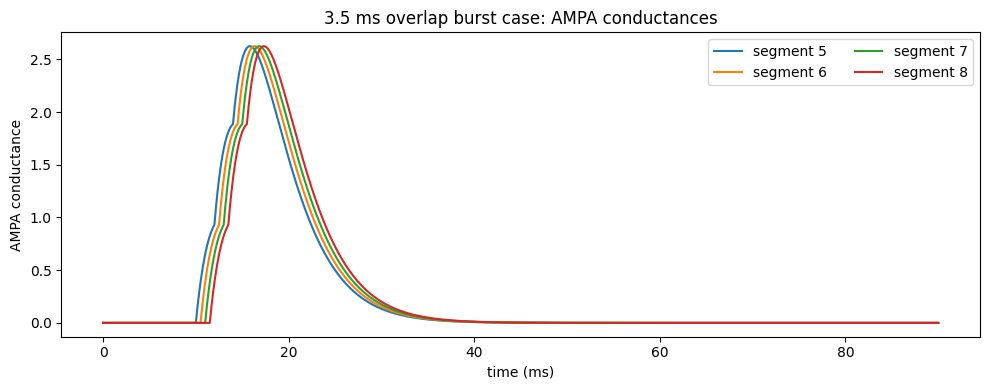 3.5 ms overlap burst case: AMPA conductances
segment 5 segment 7
segment 6 segment 8
AMPA conductance
2.5
2.0
1.5
1.0
0.5
0.0
0 20 40 60 80
time (ms)